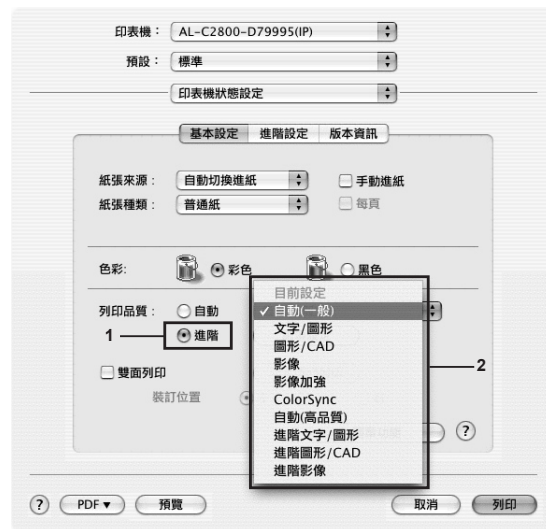 印表機： AL-C2800-D79995(IP)
預設： 標準
印表機狀態設定
基本設定 進階設定 版本資訊
紙張來源： 自動切換進紙 手動進紙
紙張種類： 普通紙 每頁
色彩: 彩色 黑色
列印品質： 自動
1 進階
雙面列印
裝訂位置
目前設定
✓ 自動(一般)
文字/圖形
圖形/CAD
影像
影像加強
ColorSync
自動(高品質)
進階文字/圖形
進階圖形/CAD
進階影像
2
?
? PDF▼ 預覽 取消 列印